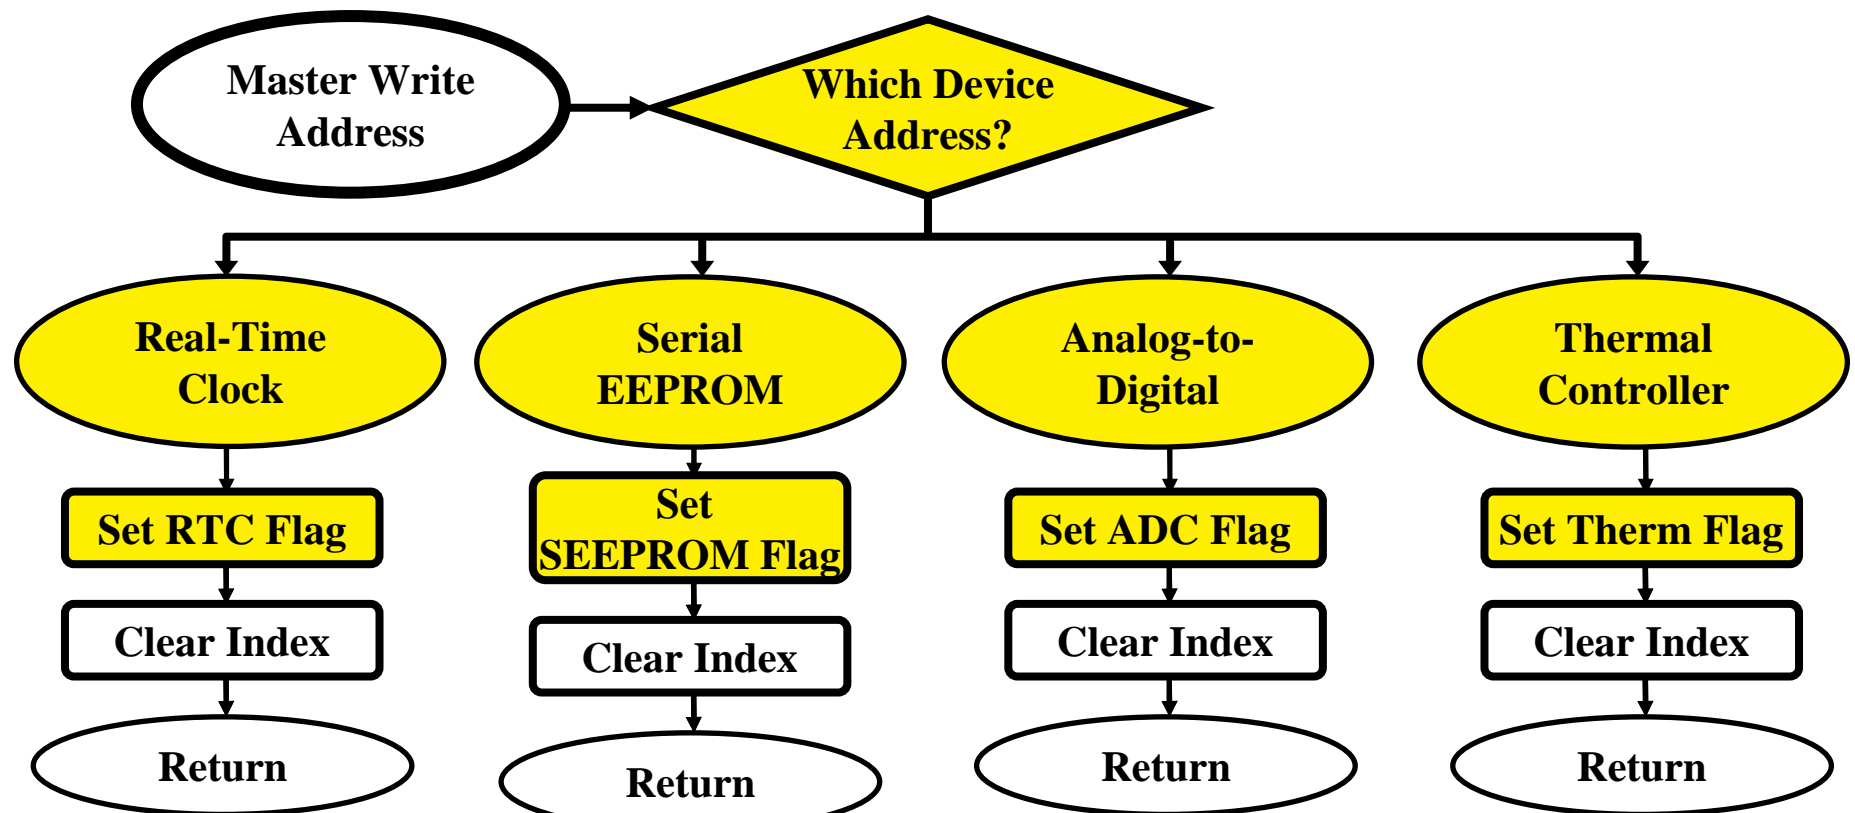 Master Write
Address
Which Device
Address?
Real-Time
Clock
Serial
EEPROM
Analog-to-
Digital
Thermal
Controller
Set RTC Flag
Set
SEEPROM Flag
Set ADC Flag
Set Therm Flag
Clear Index
Clear Index
Clear Index
Clear Index
Return
Return
Return
Return